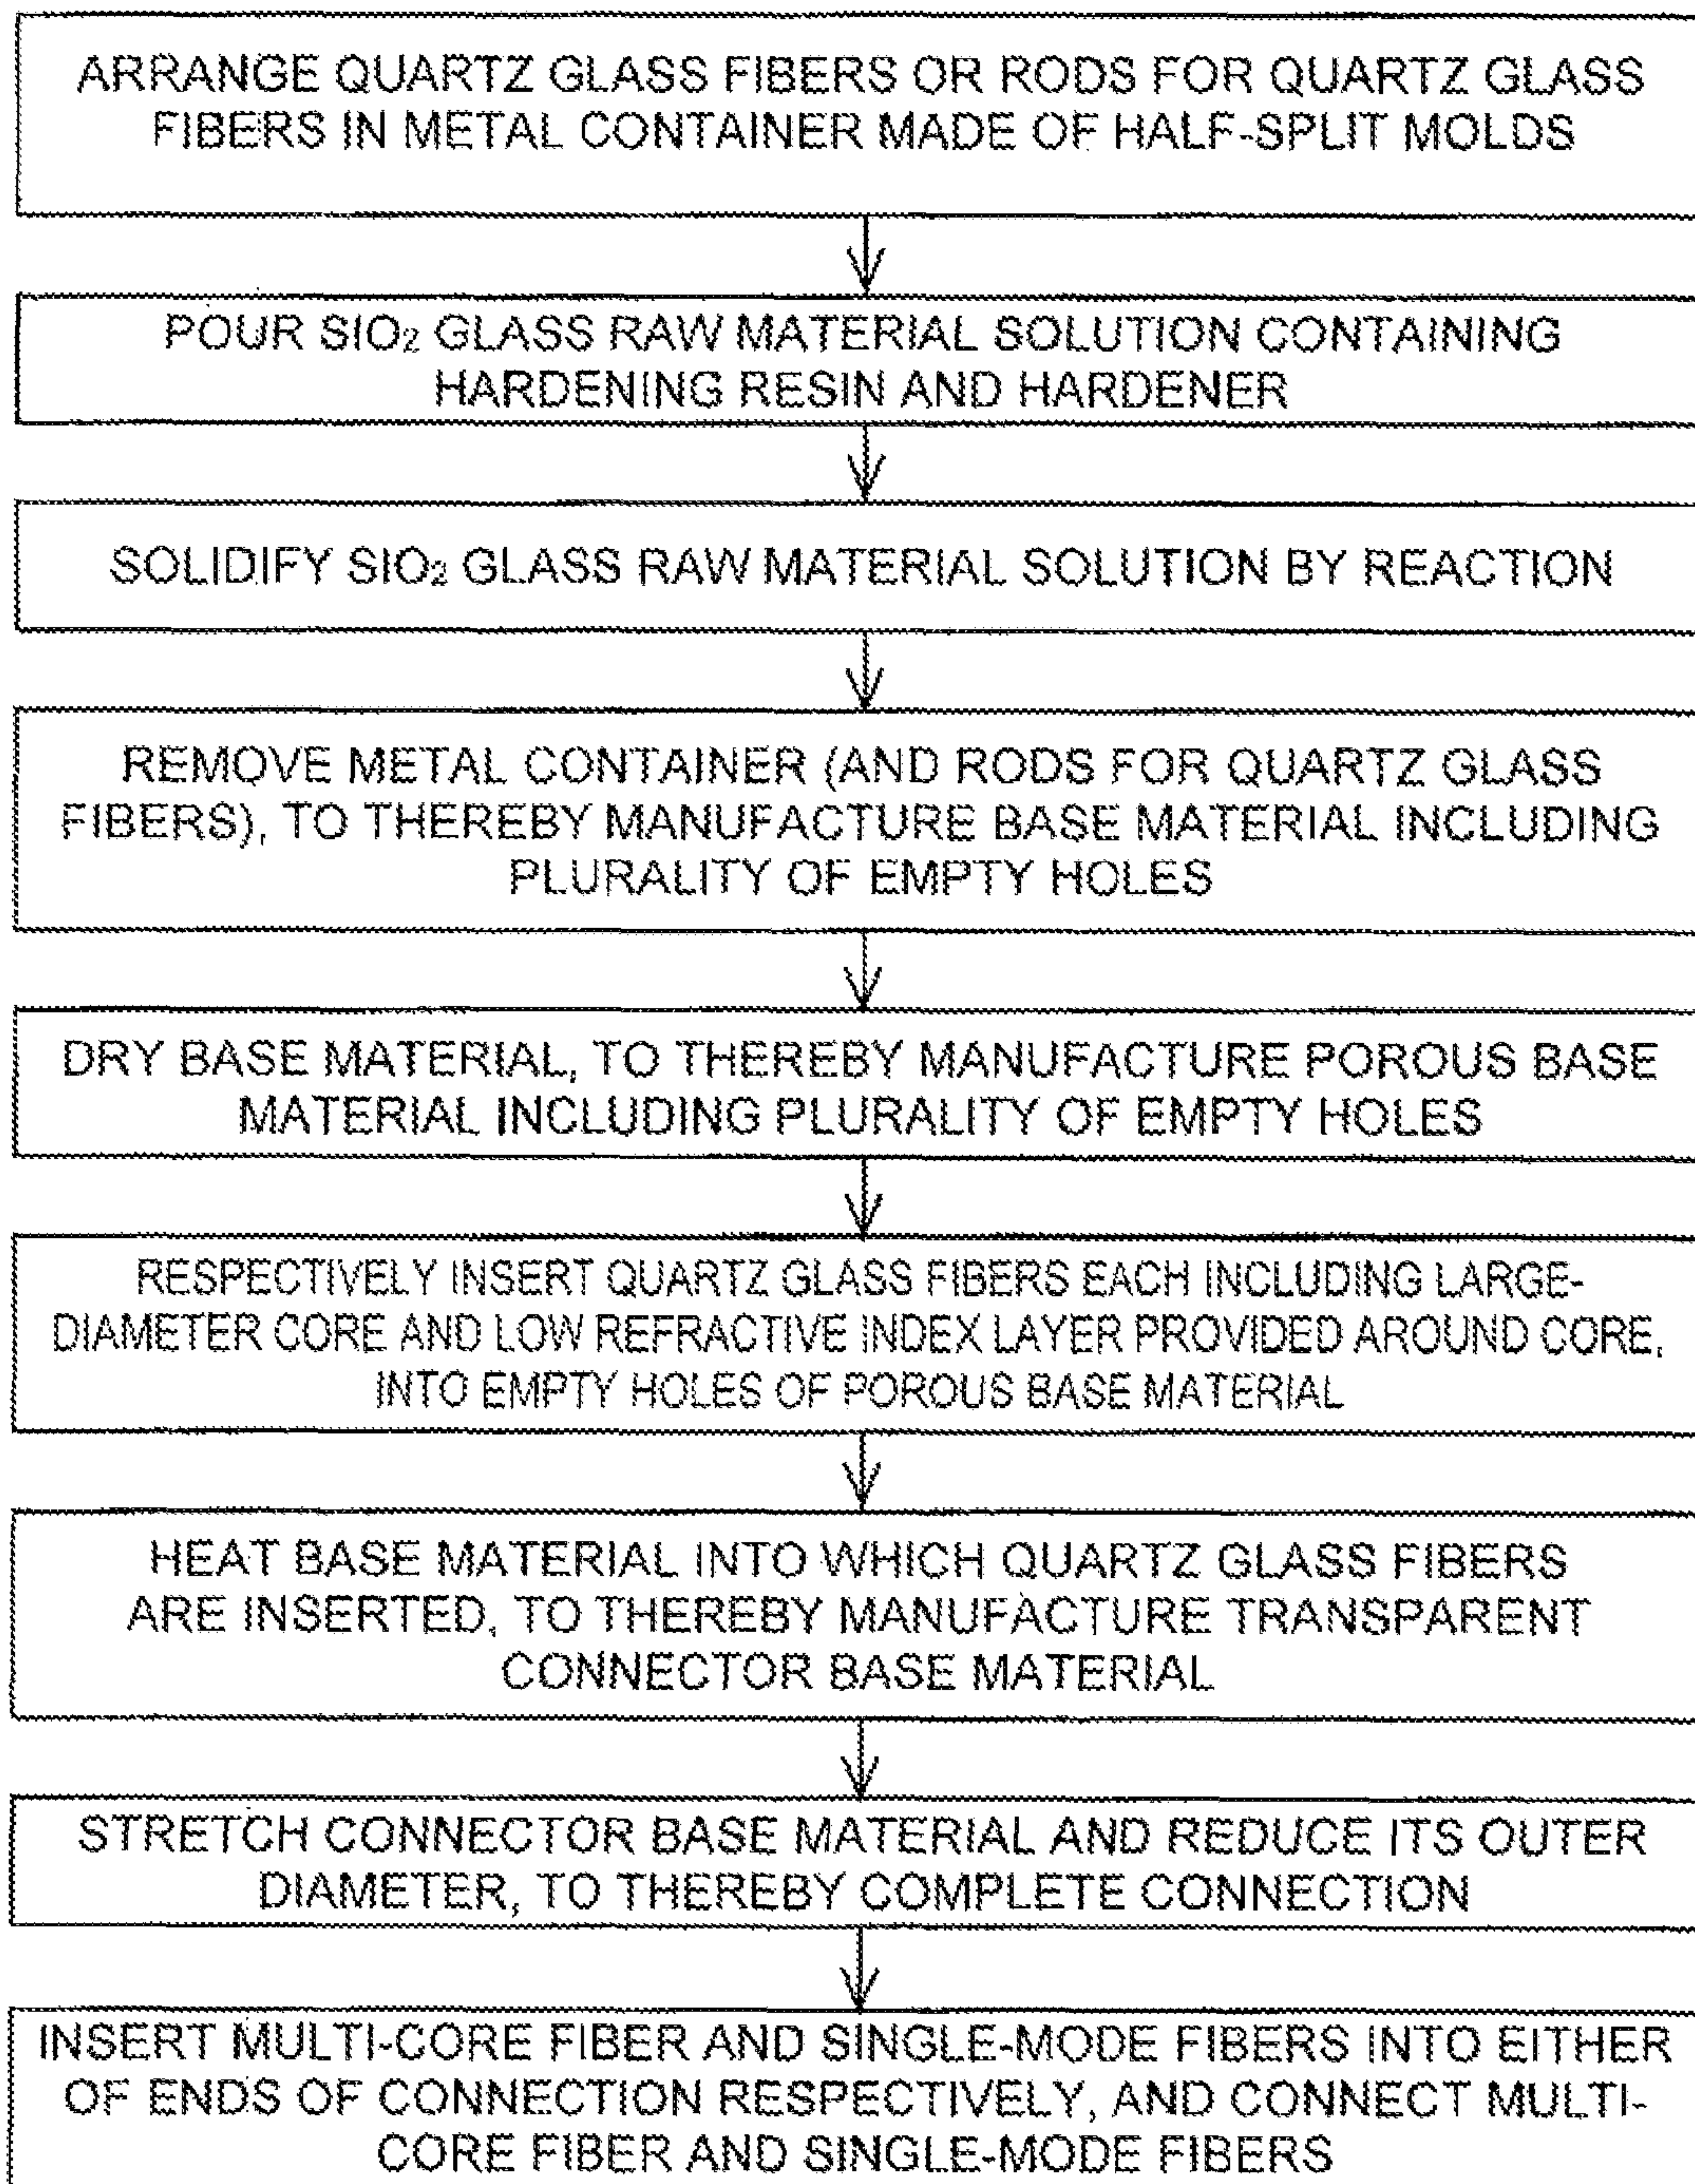 ARRANGE QUARTZ GLASS FIBERS OR RODS FOR QUARTZ GLASS
FIBERS IN METAL CONTAINER MADE OF HALF-SPLIT MOLDS
POUR SIO₂ GLASS RAW MATERIAL SOLUTION CONTAINING
HARDENING RESIN AND HARDENER
SOLIDIFY SIO₂ GLASS RAW MATERIAL SOLUTION BY REACTION
REMOVE METAL CONTAINER (AND RODS FOR QUARTZ GLASS
FIBERS), TO THEREBY MANUFACTURE BASE MATERIAL INCLUDING
PLURALITY OF EMPTY HOLES
DRY BASE MATERIAL, TO THEREBY MANUFACTURE POROUS BASE
MATERIAL INCLUDING PLURALITY OF EMPTY HOLES
RESPECTIVELY INSERT QUARTZ GLASS FIBERS EACH INCLUDING LARGE-
DIAMETER CORE AND LOW REFRACTIVE INDEX LAYER PROVIDED AROUND CORE,
INTO EMPTY HOLES OF POROUS BASE MATERIAL
HEAT BASE MATERIAL INTO WHICH QUARTZ GLASS FIBERS
ARE INSERTED, TO THEREBY MANUFACTURE TRANSPARENT
CONNECTOR BASE MATERIAL
STRETCH CONNECTOR BASE MATERIAL AND REDUCE ITS OUTER
DIAMETER, TO THEREBY COMPLETE CONNECTION
INSERT MULTI-CORE FIBER AND SINGLE-MODE FIBERS INTO EITHER
OF ENDS OF CONNECTION RESPECTIVELY, AND CONNECT MULTI-
CORE FIBER AND SINGLE-MODE FIBERS